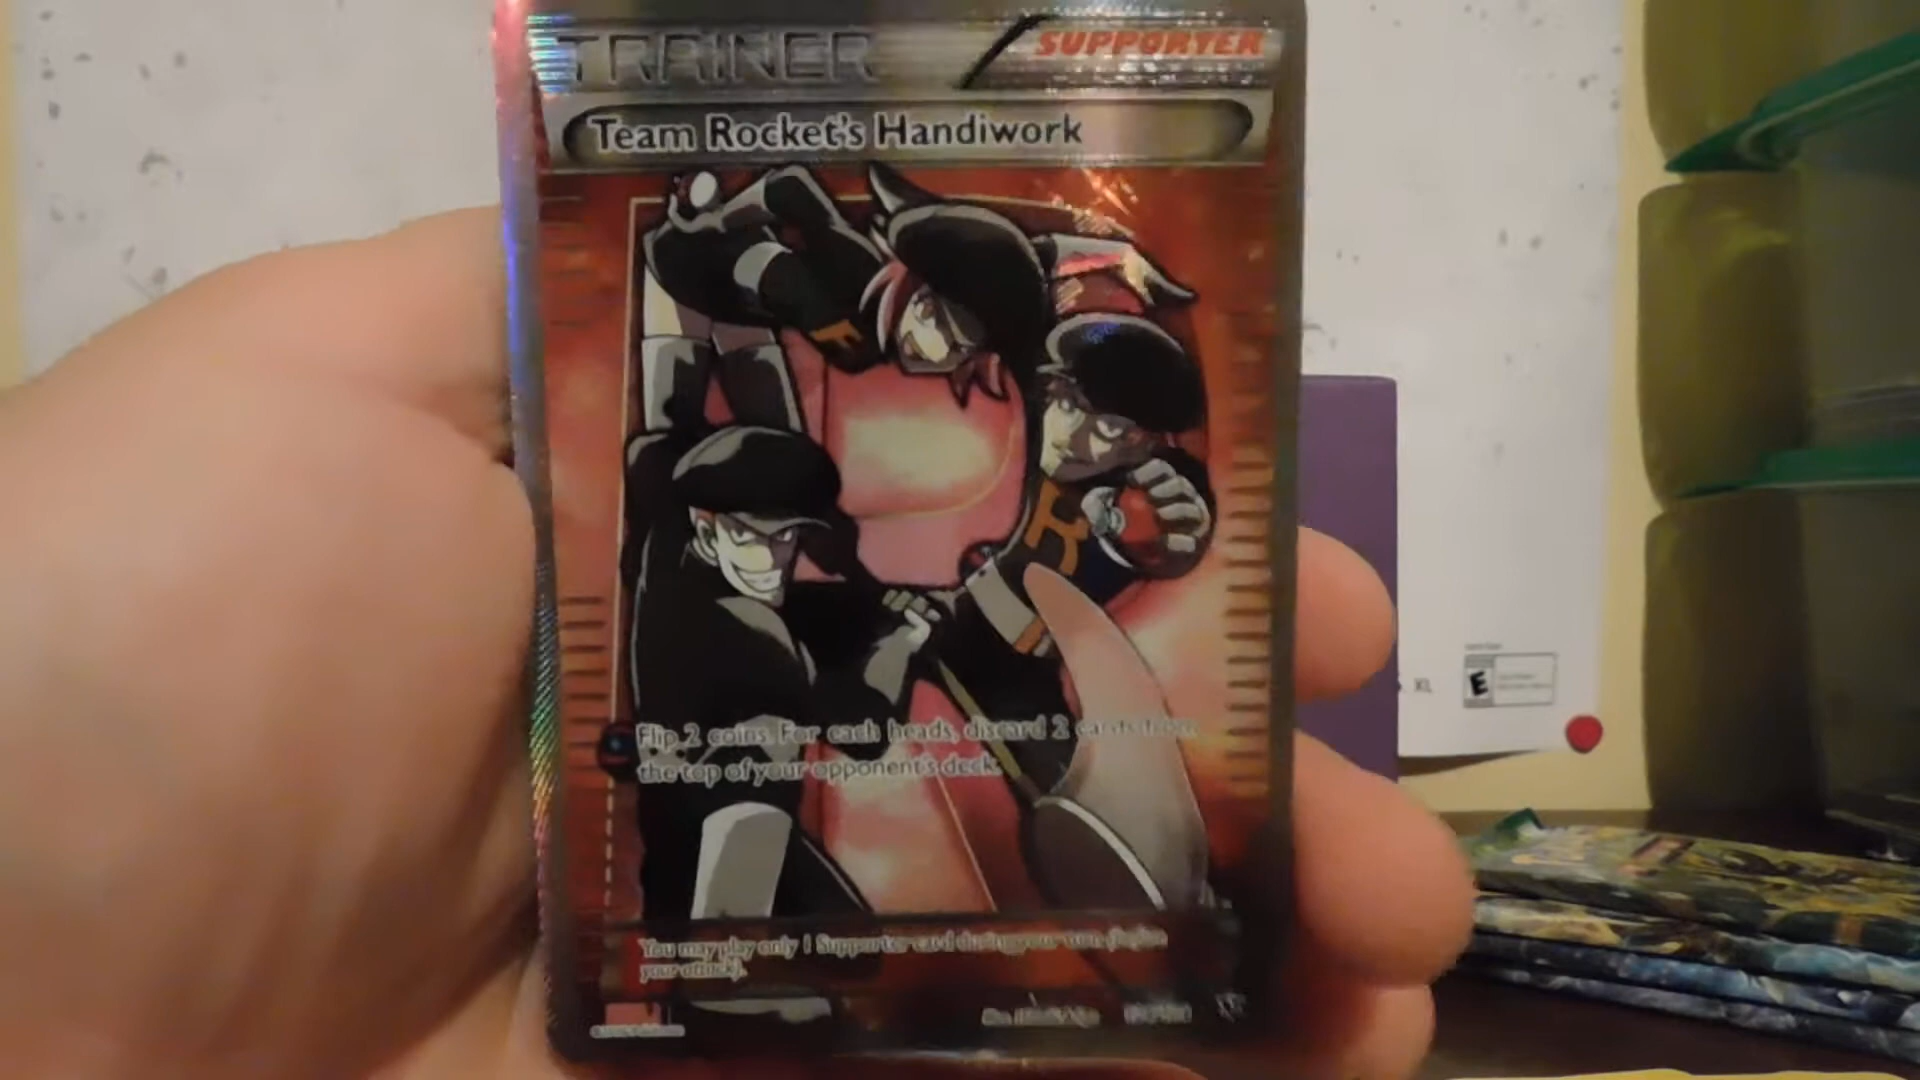 TRAINER
SUPPORTER
Team Rocket's Handiwork
R
Flip 2 coins. For each heads, discard 2 cards from
the top of your opponent's deck.
You may play only 1 Supporter card during your turn (before
your attack).
XL
E